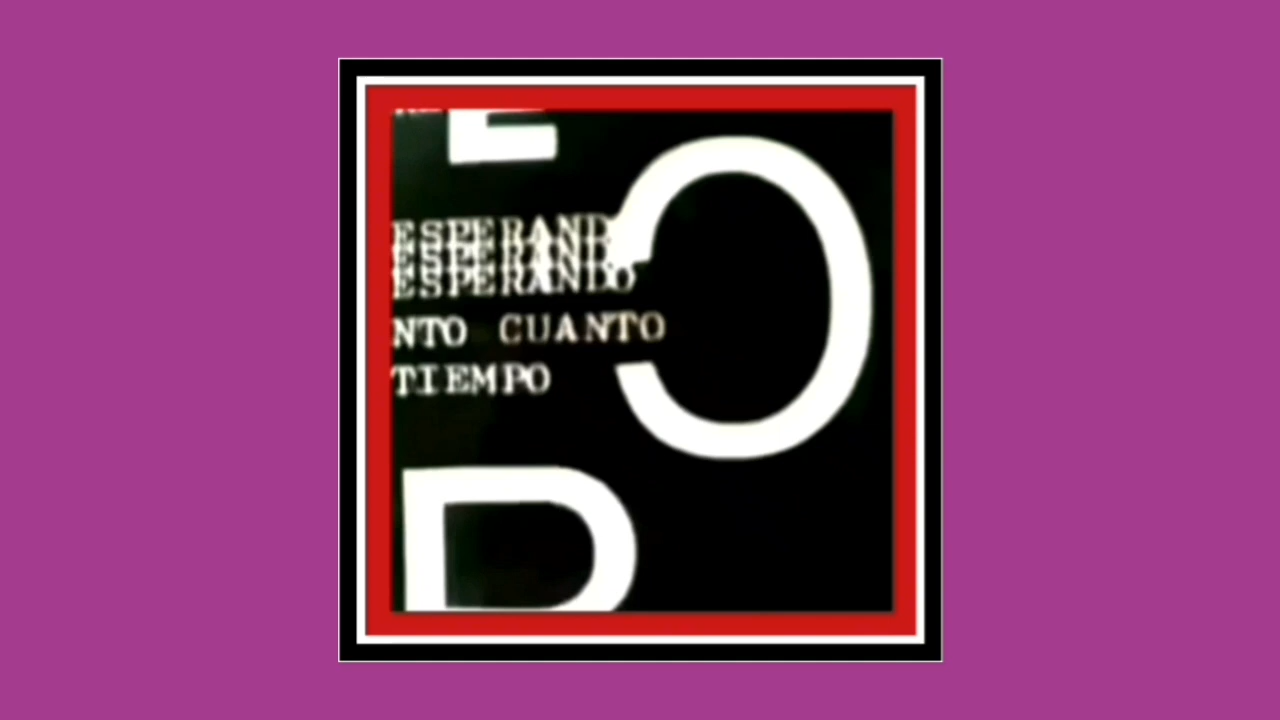 E
O
ESPERANDO
ESPERANDO
ESPERANDO
NTO CUANTO
TIEMPO